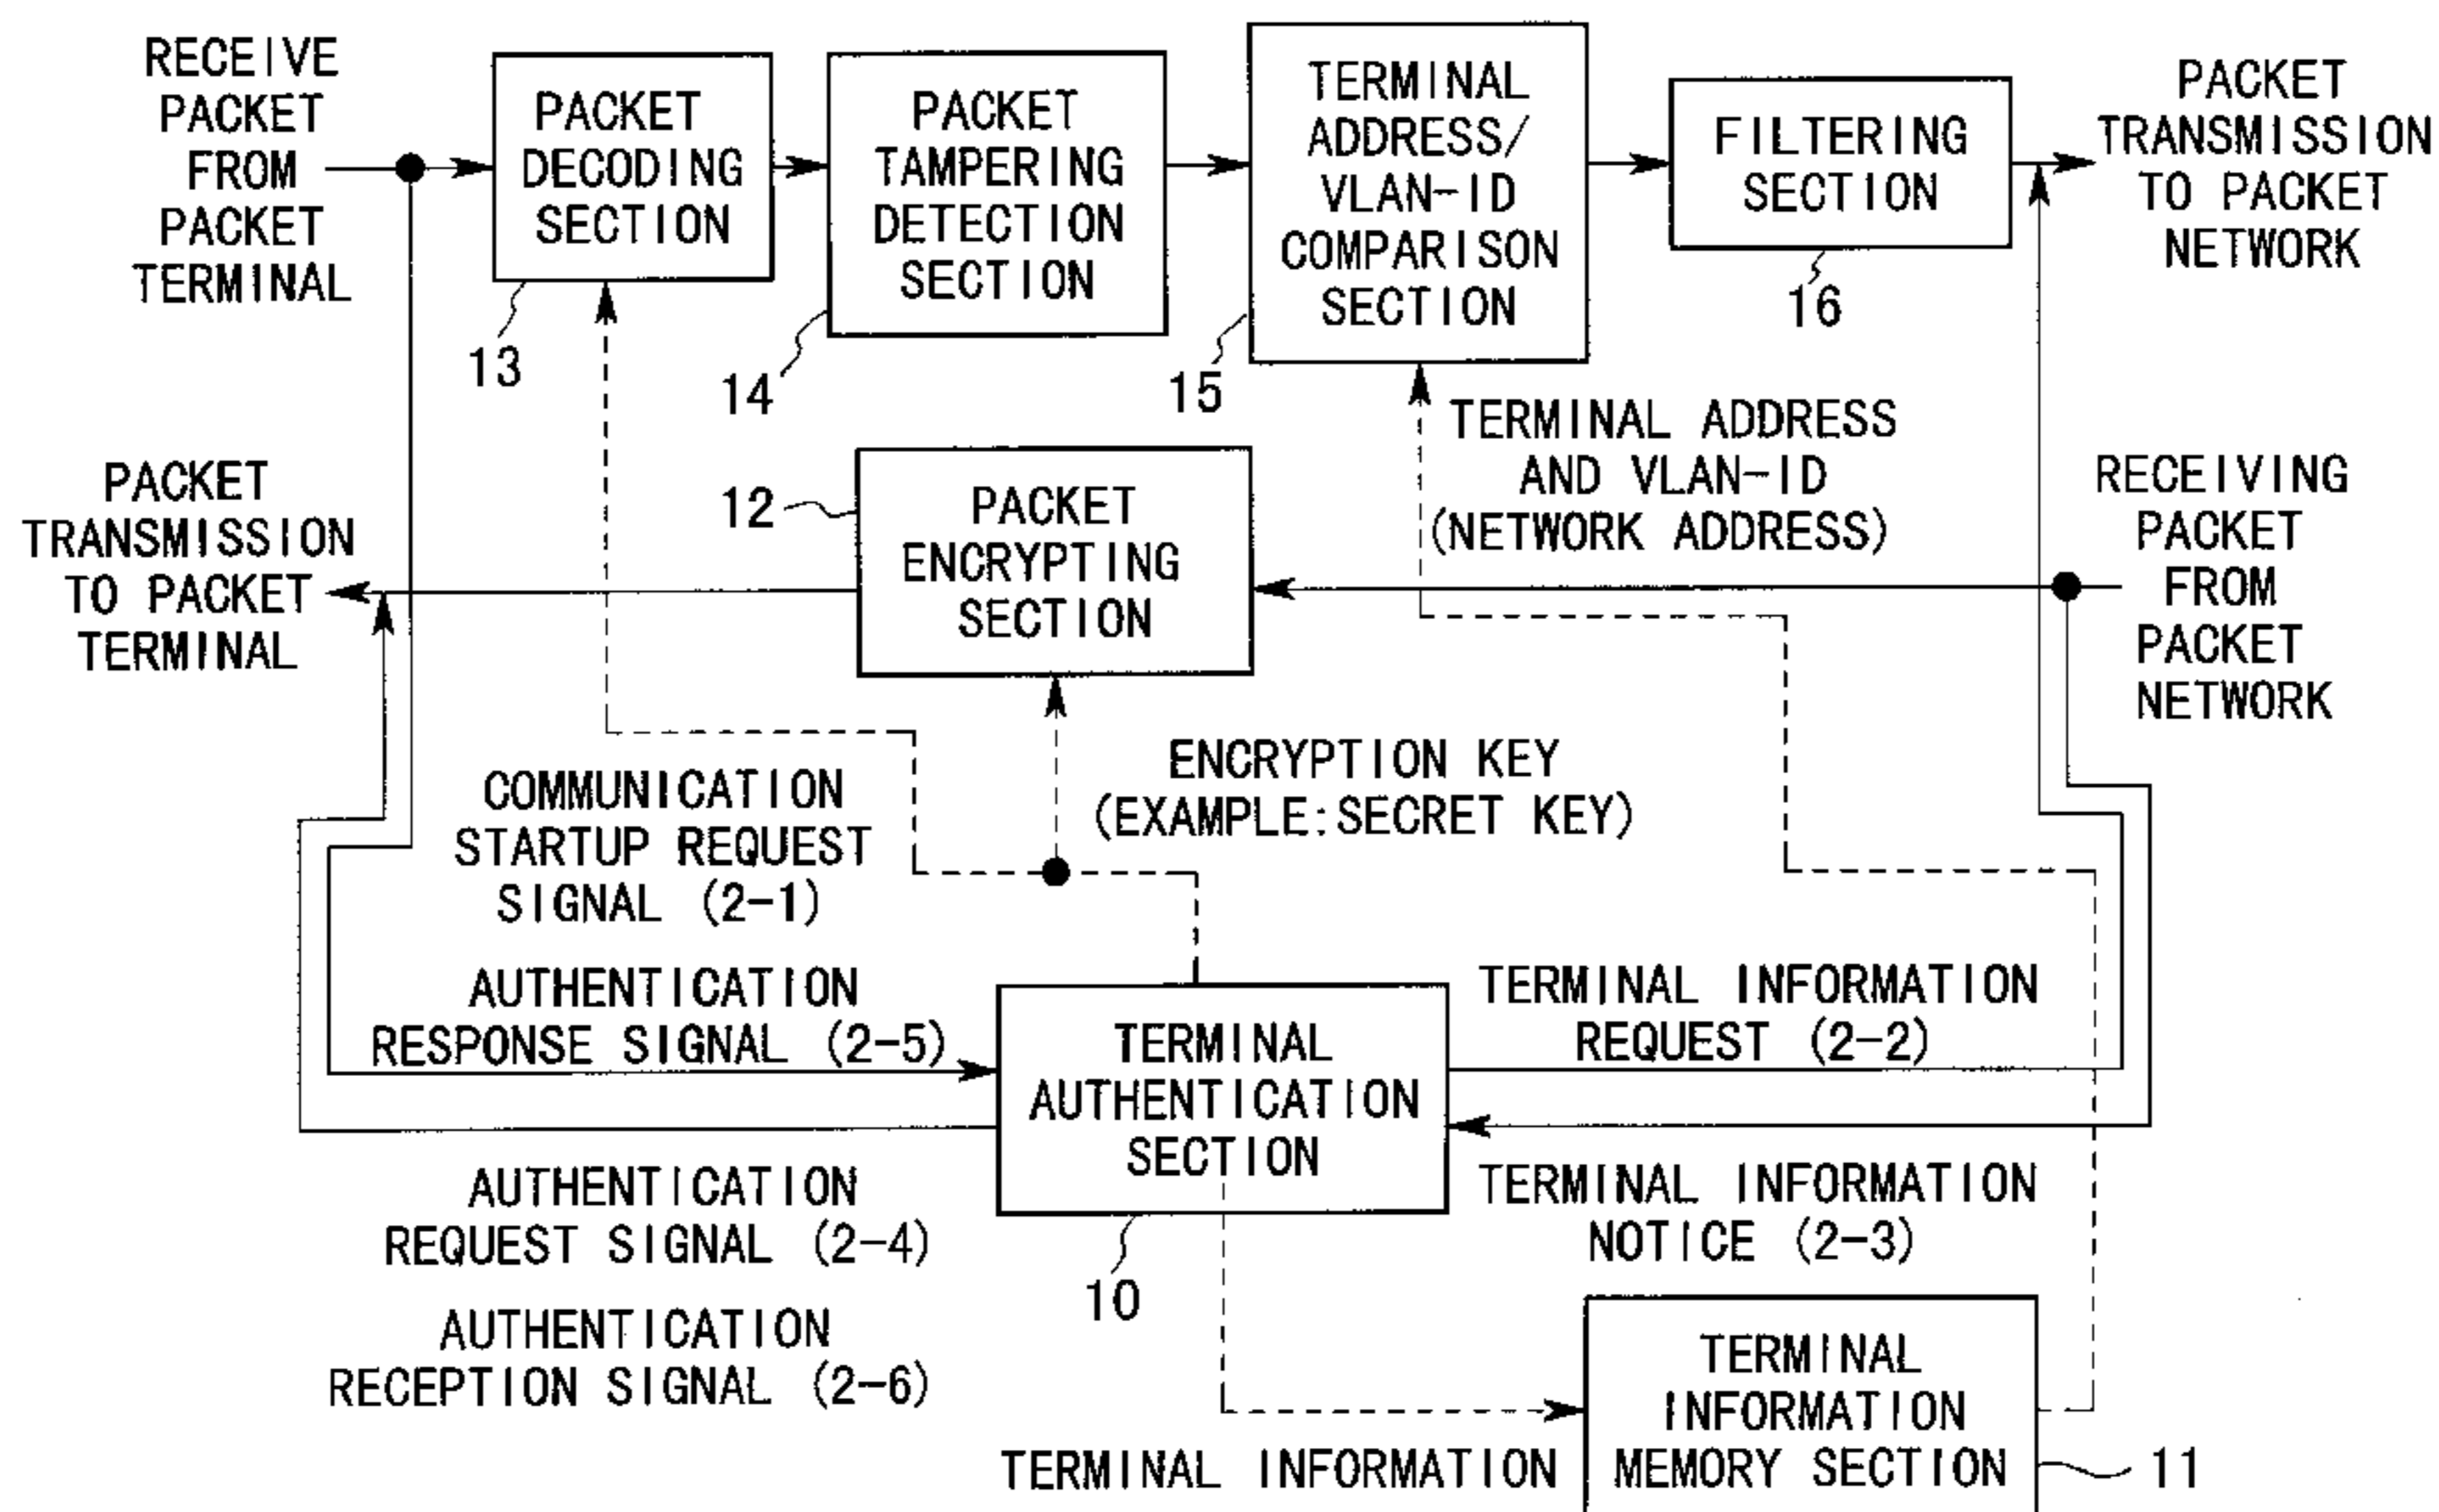 RECEIVE
PACKET
FROM
PACKET
TERMINAL
PACKET
DECODING
SECTION
13
PACKET
TAMPERING
DETECTION
SECTION
14
TERMINAL
ADDRESS/
VLAN-ID
COMPARISON
SECTION
15
FILTERING
SECTION
16
PACKET
TRANSMISSION
TO PACKET
NETWORK
PACKET
TRANSMISSION
TO PACKET
TERMINAL
12
PACKET
ENCRYPTING
SECTION
TERMINAL ADDRESS
AND VLAN-ID
(NETWORK ADDRESS)
RECEIVING
PACKET
FROM
PACKET
NETWORK
COMMUNICATION
STARTUP REQUEST
SIGNAL (2-1)
ENCRYPTION KEY
(EXAMPLE:SECRET KEY)
AUTHENTICATION
RESPONSE SIGNAL (2-5)
TERMINAL
AUTHENTICATION
SECTION
10
TERMINAL INFORMATION
REQUEST (2-2)
AUTHENTICATION
REQUEST SIGNAL (2-4)
TERMINAL INFORMATION
NOTICE (2-3)
AUTHENTICATION
RECEPTION SIGNAL (2-6)
TERMINAL INFORMATION
TERMINAL
INFORMATION
MEMORY SECTION
11